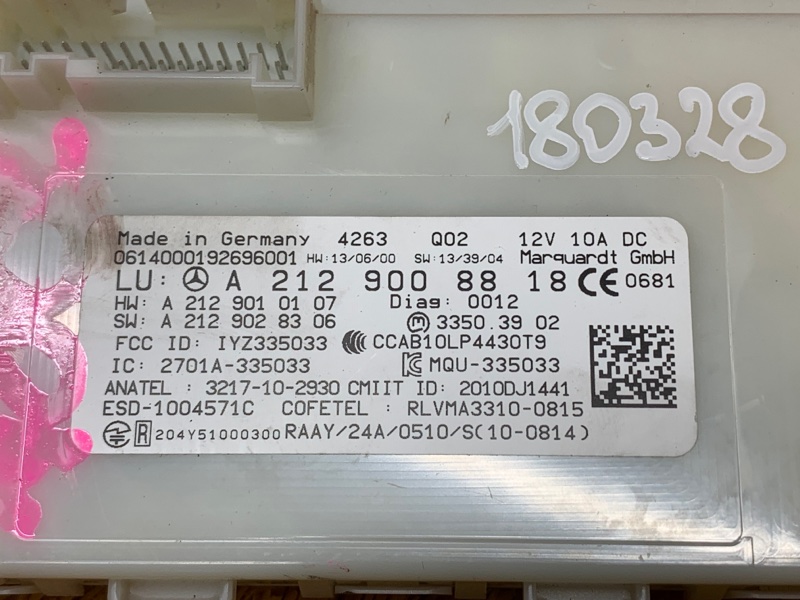 180328
Made in Germany 4263 Q02 12V 10A DC
0614000192696001 HW:13/06/00 SW:13/39/04 Marquardt GmbH
LU: A 212 900 88 18 CE 0681
HW: A 212 901 01 07 Diag: 0012
SW: A 212 902 83 06 M 3350.39 02
FCC ID: IYZ335033 CCAB10LP4430T9
IC: 2701A-335033 MQU-335033
ANATEL: 3217-10-2930 CMIIT ID: 2010DJ1441
ESD-1004571C COFETEL: RLVMA3310-0815
R 204Y51000300 RAAY/24A/0510/S(10-0814)